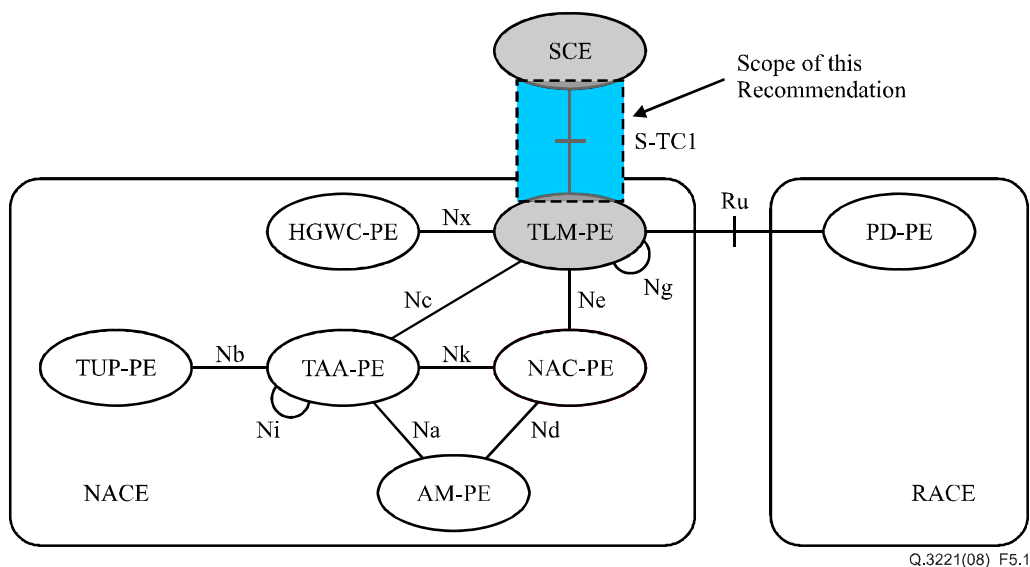 SCE
Scope of this
Recommendation
S-TC1
Ru
HGWC-PE
Nx
TLM-PE
PD-PE
Ng
Nc
Ne
TUP-PE
Nb
TAA-PE
Nk
NAC-PE
Ni
Na
Nd
NACE
AM-PE
RACE
Q.3221(08)_F5.1